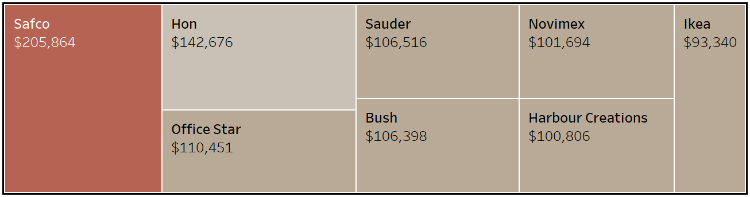 Safco
$205,864
Hon
$142,676
Office Star
$110,451
Sauder
$106,516
Bush
$106,398
Novimex
$101,694
Harbour Creations
$100,806
Ikea
$93,340